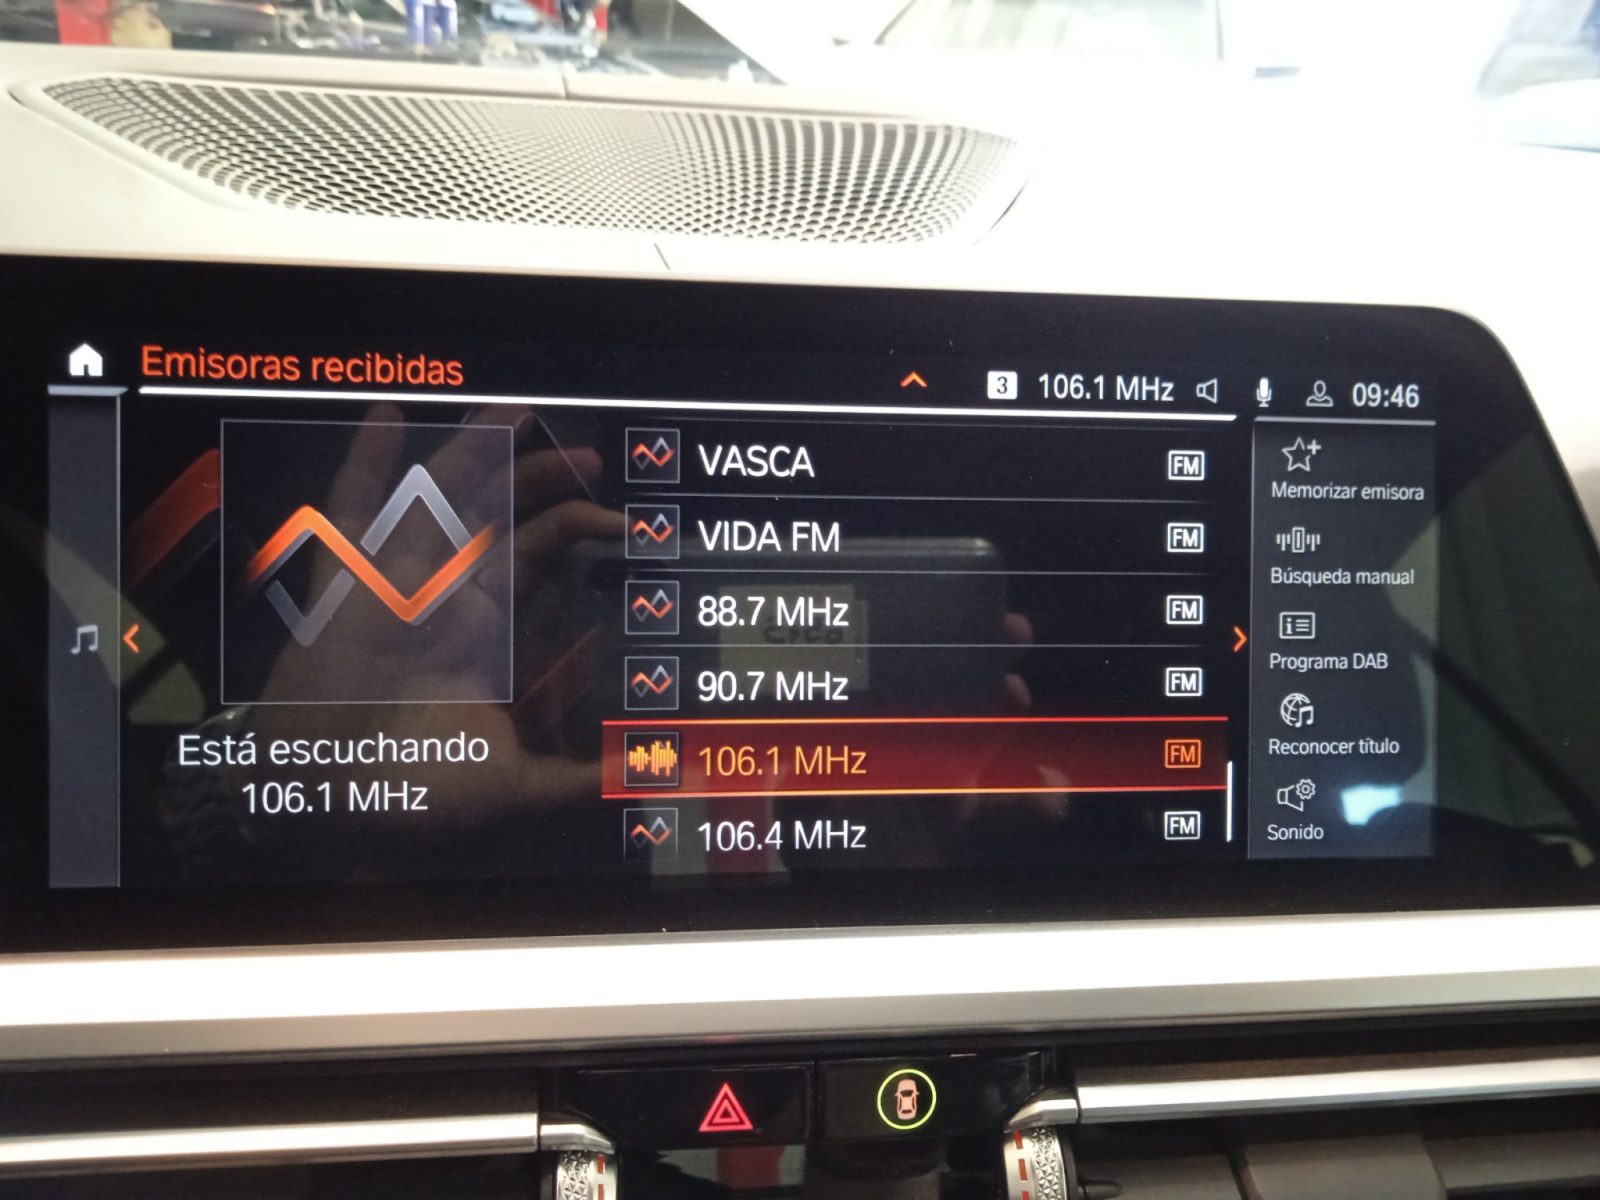 Emisoras recibidas
3 106.1 MHz 09:46
VASCA FM
VIDA FM FM
88.7 MHz FM
90.7 MHz FM
106.1 MHz FM
106.4 MHz FM
Está escuchando
106.1 MHz
Memorizar emisora
Búsqueda manual
Programa DAB
Reconocer título
Sonido